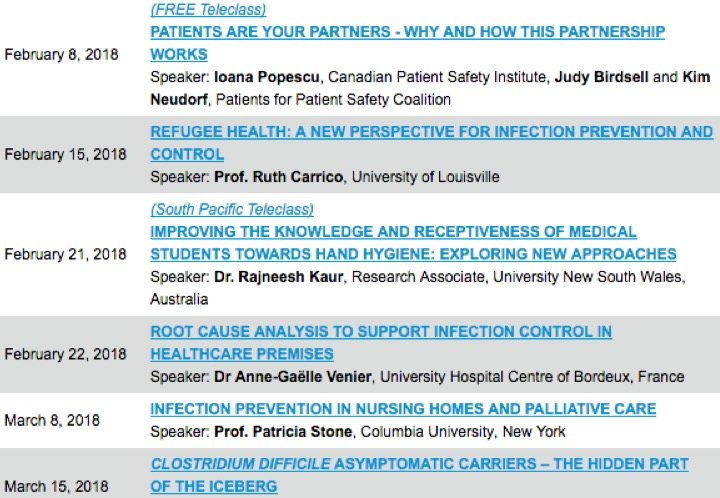 (FREE Teleclass)
PATIENTS ARE YOUR PARTNERS - WHY AND HOW THIS PARTNERSHIP
WORKS
February 8, 2018
Speaker: Ioana Popescu, Canadian Patient Safety Institute, Judy Birdsell and Kim
Neudorf, Patients for Patient Safety Coalition
REFUGEE HEALTH: A NEW PERSPECTIVE FOR INFECTION PREVENTION AND
February 15, 2018
CONTROL
Speaker: Prof. Ruth Carrico, University of Louisville
(South Pacific Teleclass)
IMPROVING THE KNOWLEDGE AND RECEPTIVENESS OF MEDICAL
February 21, 2018
STUDENTS TOWARDS HAND HYGIENE: EXPLORING NEW APPROACHES
Speaker: Dr. Rajneesh Kaur, Research Associate, University New South Wales,
Australia
ROOT CAUSE ANALYSIS TO SUPPORT INFECTION CONTROL IN
February 22, 2018
HEALTHCARE PREMISES
Speaker: Dr Anne-Gaëlle Venier, University Hospital Centre of Bordeux, France
INFECTION PREVENTION IN NURSING HOMES AND PALLIATIVE CARE
March 8, 2018
Speaker: Prof. Patricia Stone, Columbia University, New York
CLOSTRIDIUM DIFFICILE ASYMPTOMATIC CARRIERS – THE HIDDEN PART
March 15, 2018
OF THE ICEBERG